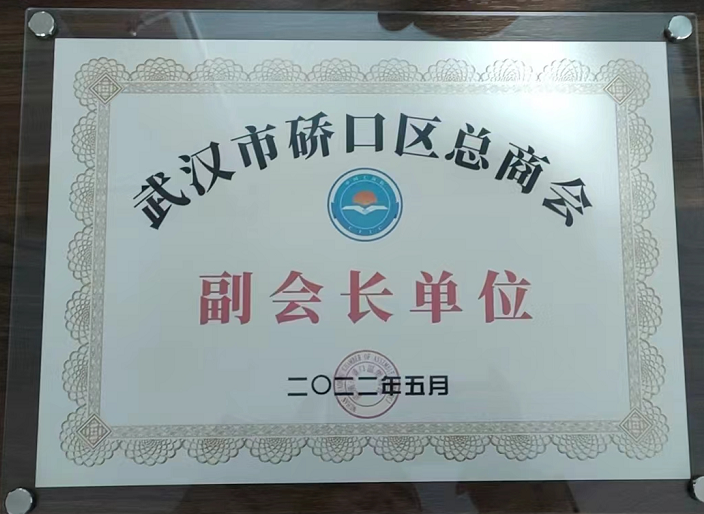 武汉市硚口区总商会
副会长单位
二〇二二年五月